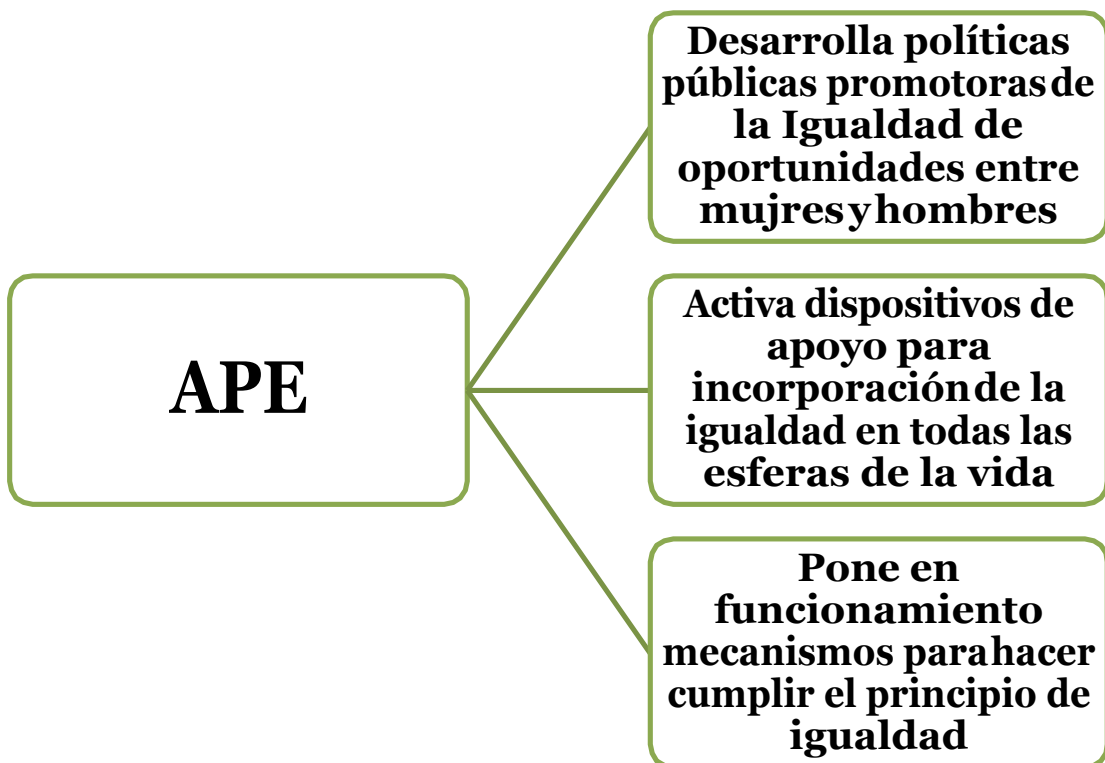 APE
Desarrolla políticas
públicas promotoras de
la Igualdad de
oportunidades entre
mujres y hombres
Activa dispositivos de
apoyo para
incorporación de la
igualdad en todas las
esferas de la vida
Pone en
funcionamiento
mecanismos para hacer
cumplir el principio de
igualdad